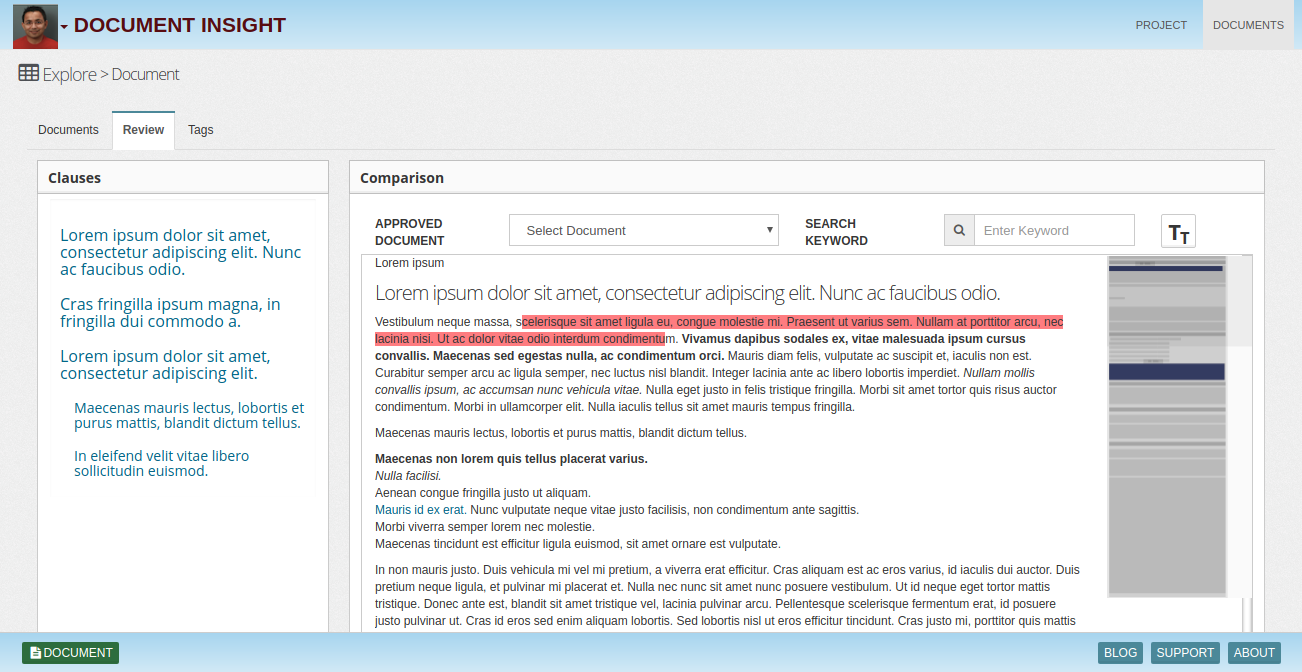 DOCUMENT INSIGHT
PROJECT
DOCUMENTS
Explore > Document
Documents
Review
Tags
Clauses
Lorem ipsum dolor sit amet,
consectetur adipiscing elit. Nunc
ac faucibus odio.
Cras fringilla ipsum magna, in
fringilla dui commodo a.
Lorem ipsum dolor sit amet,
consectetur adipiscing elit.
Maecenas mauris lectus, lobortis et
purus mattis, blandit dictum tellus.
In eleifend velit vitae libero
sollicitudin euismod.
Comparison
APPROVED
DOCUMENT
Select Document
SEARCH
KEYWORD
Enter Keyword
TT
Lorem ipsum
Lorem ipsum dolor sit amet, consectetur adipiscing elit. Nunc ac faucibus odio.
Vestibulum neque massa, scelerisque sit amet ligula eu, congue molestie mi. Praesent ut varius sem. Nullam at porttitor arcu, nec
lacinia nisi. Ut ac dolor vitae odio interdum condimentum. Vivamus dapibus sodales ex, vitae malesuada ipsum cursus
convallis. Maecenas sed egestas nulla, ac condimentum orci. Mauris diam felis, vulputate ac suscipit et, iaculis non est.
Curabitur semper arcu ac ligula semper, nec luctus nisl blandit. Integer lacinia ante ac libero lobortis imperdiet. Nullam mollis
convallis ipsum, ac accumsan nunc vehicula vitae. Nulla eget justo in felis tristique fringilla. Morbi sit amet tortor quis risus auctor
condimentum. Morbi in ullamcorper elit. Nulla iaculis tellus sit amet mauris tempus fringilla.
Maecenas mauris lectus, lobortis et purus mattis, blandit dictum tellus.
Maecenas non lorem quis tellus placerat varius.
Nulla facilisi.
Aenean congue fringilla justo ut aliquam.
Mauris id ex erat. Nunc vulputate neque vitae justo facilisis, non condimentum ante sagittis.
Morbi viverra semper lorem nec molestie.
Maecenas tincidunt est efficitur ligula euismod, sit amet ornare est vulputate.
In non mauris justo. Duis vehicula mi vel mi pretium, a viverra erat efficitur. Cras aliquam est ac eros varius, id iaculis dui auctor. Duis
pretium neque ligula, et pulvinar mi placerat et. Nulla nec nunc sit amet nunc posuere vestibulum. Ut id neque eget tortor mattis
tristique. Donec ante est, blandit sit amet tristique vel, lacinia pulvinar arcu. Pellentesque scelerisque fermentum erat, id posuere
justo pulvinar ut. Cras id eros sed enim aliquam lobortis. Sed lobortis nisl ut eros efficitur tincidunt. Cras justo mi, porttitor quis mattis
DOCUMENT
BLOG
SUPPORT
ABOUT